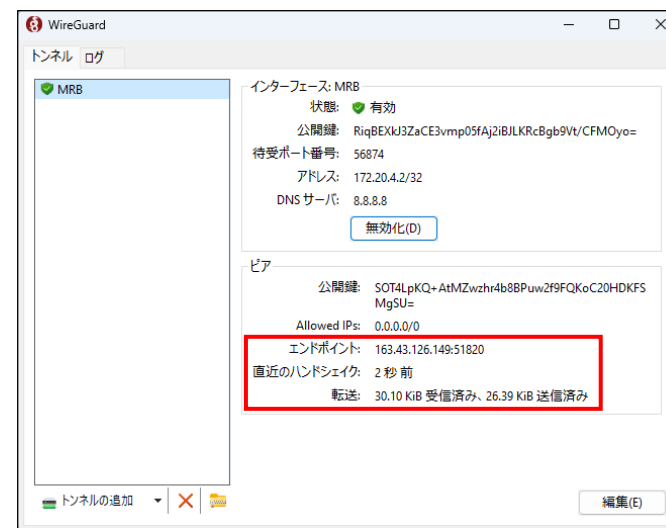 WireGuard
トンネル ログ
MRB
インターフェース: MRB
状態: 有効
公開鍵: RiqBEXkJ3ZaCE3vmp05fAj2iBJLKRcBgb9Vt/CFMOyo=
待受ポート番号: 56874
アドレス: 172.20.4.2/32
DNS サーバ: 8.8.8.8
無効化(D)
ピア
公開鍵: SOT4LpKQ+AtMZwzhr4b8BPuw2f9FQKoC20HDKFS
MgSU=
Allowed IPs: 0.0.0.0/0
エンドポイント: 163.43.126.149:51820
直近のハンドシェイク: 2 秒 前
転送: 30.10 KiB 受信済み、26.39 KiB 送信済み
トンネルの追加
編集(E)